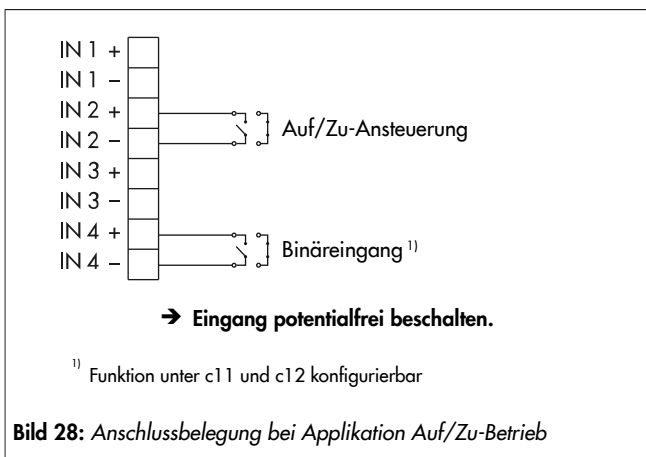 IN 1 +
IN 1 –
IN 2 +
IN 2 – Auf/Zu-Ansteuerung
IN 3 +
IN 3 –
IN 4 +
IN 4 – Binäreingang 1)
➔ Eingang potentialfrei beschalten.
1) Funktion unter c11 und c12 konfigurierbar
Bild 28: Anschlussbelegung bei Applikation Auf/Zu-Betrieb